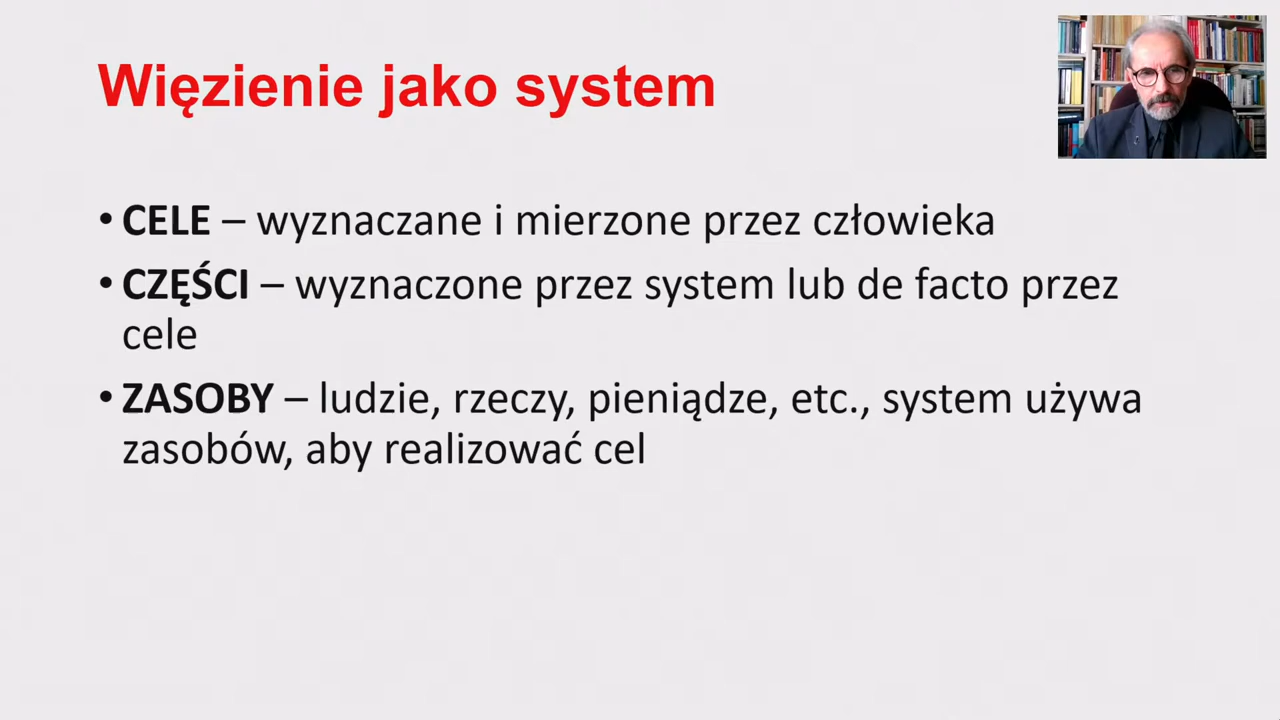 Więzienie jako system
• CELE – wyznaczane i mierzone przez człowieka
• CZĘŚCI – wyznaczone przez system lub de facto przez
cele
• ZASOBY – ludzie, rzeczy, pieniądze, etc., system używa
zasobów, aby realizować cel